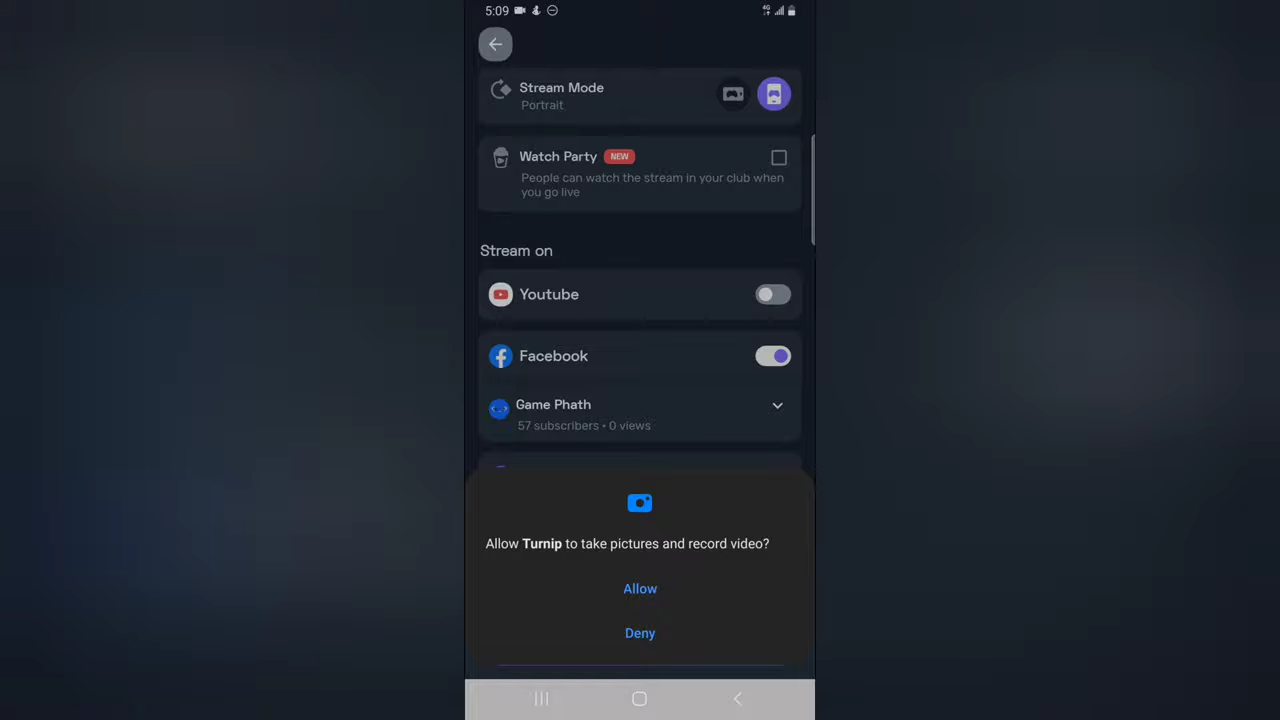 5:09
4G
Stream Mode
Portrait
Watch Party NEW
People can watch the stream in your club when
you go live
Stream on
Youtube
Facebook
Game Phath
57 subscribers • 0 views
Allow Turnip to take pictures and record video?
Allow
Deny